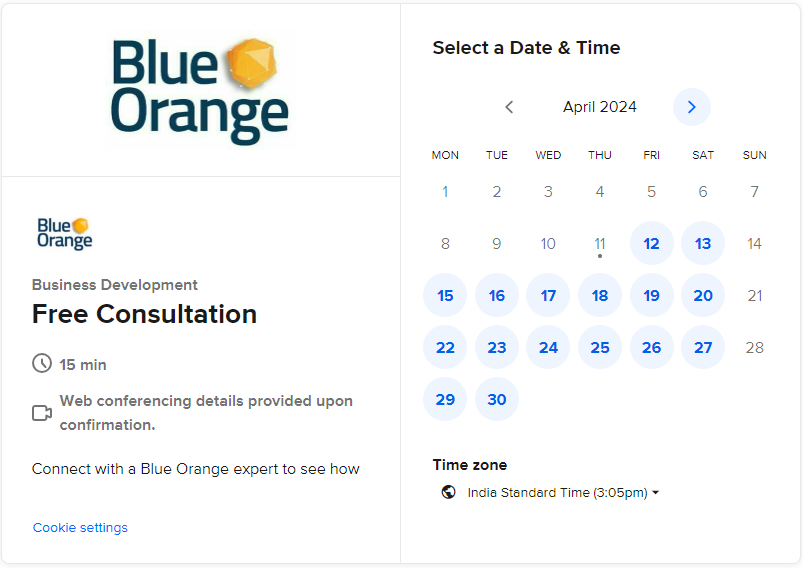 Blue
Orange
Blue
Orange
Business Development
Free Consultation
15 min
Web conferencing details provided upon
confirmation.
Connect with a Blue Orange expert to see how
Cookie settings
Select a Date & Time
April 2024
MON TUE WED THU FRI SAT SUN
1 2 3 4 5 6 7
8 9 10 11 12 13 14
15 16 17 18 19 20 21
22 23 24 25 26 27 28
29 30
Time zone
India Standard Time (3:05pm)